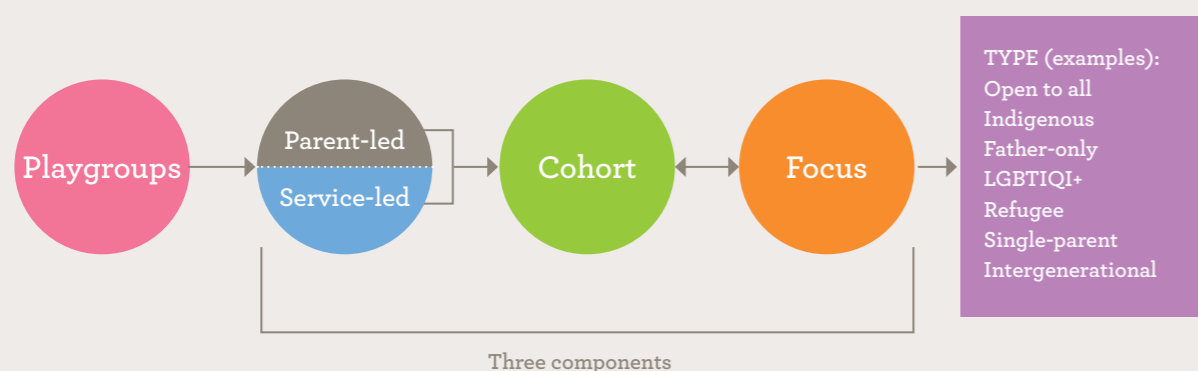 Playgroups
Parent-led
Service-led
Cohort
Focus
TYPE (examples):
Open to all
Indigenous
Father-only
LGBTIQI+
Refugee
Single-parent
Intergenerational
Three components